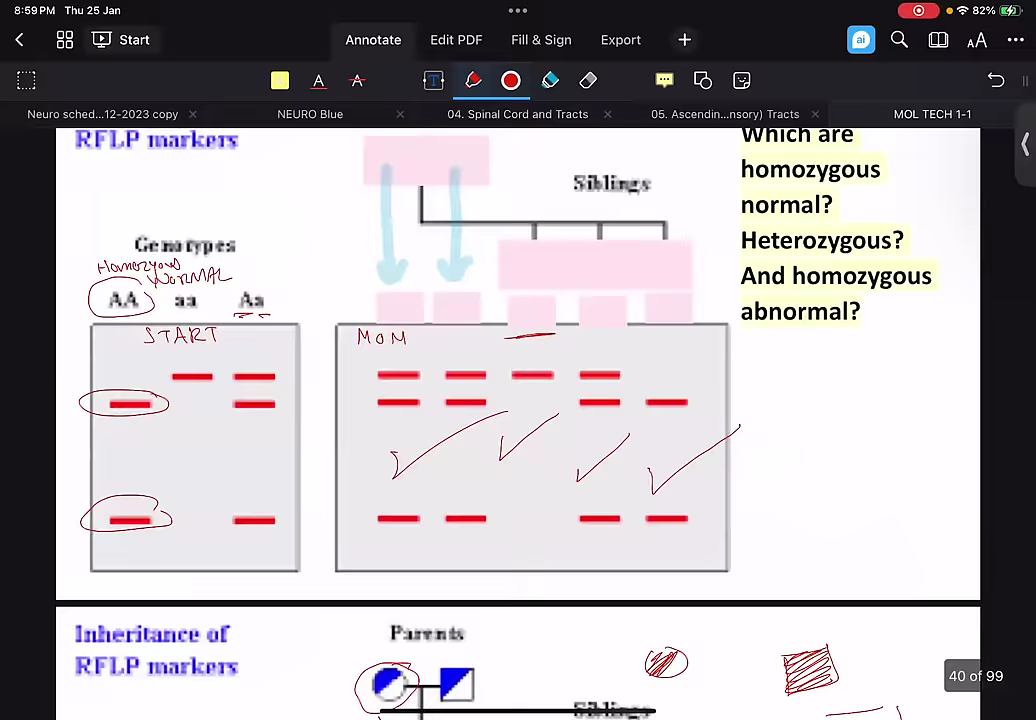 8:59 PM Thu 25 Jan
82%
Start
Annotate
Edit PDF
Fill & Sign
Export
ai
AA
T
A
A
Neuro sched...12-2023 copy
NEURO Blue
04. Spinal Cord and Tracts
05. Ascendin...nsory) Tracts
MOL TECH 1-1
RFLP markers
Siblings
Which are
homozygous
normal?
Heterozygous?
And homozygous
abnormal?
Genotypes
Homozygous
NORMAL
AA
aa
Aa
START
MOM
Inheritance of
RFLP markers
Parents
Siblings
40 of 99